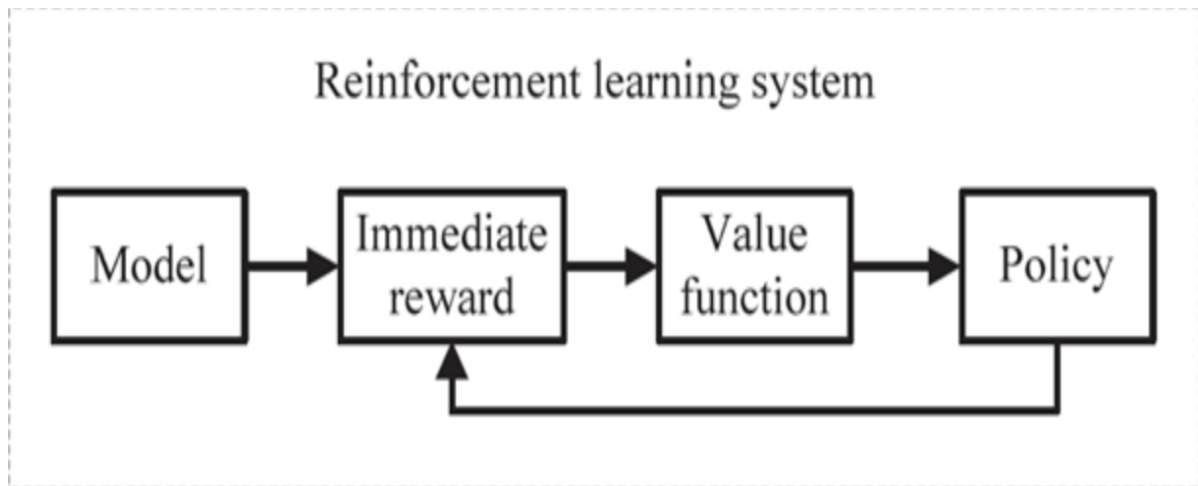 Reinforcement learning system
Model
Immediate
reward
Value
function
Policy